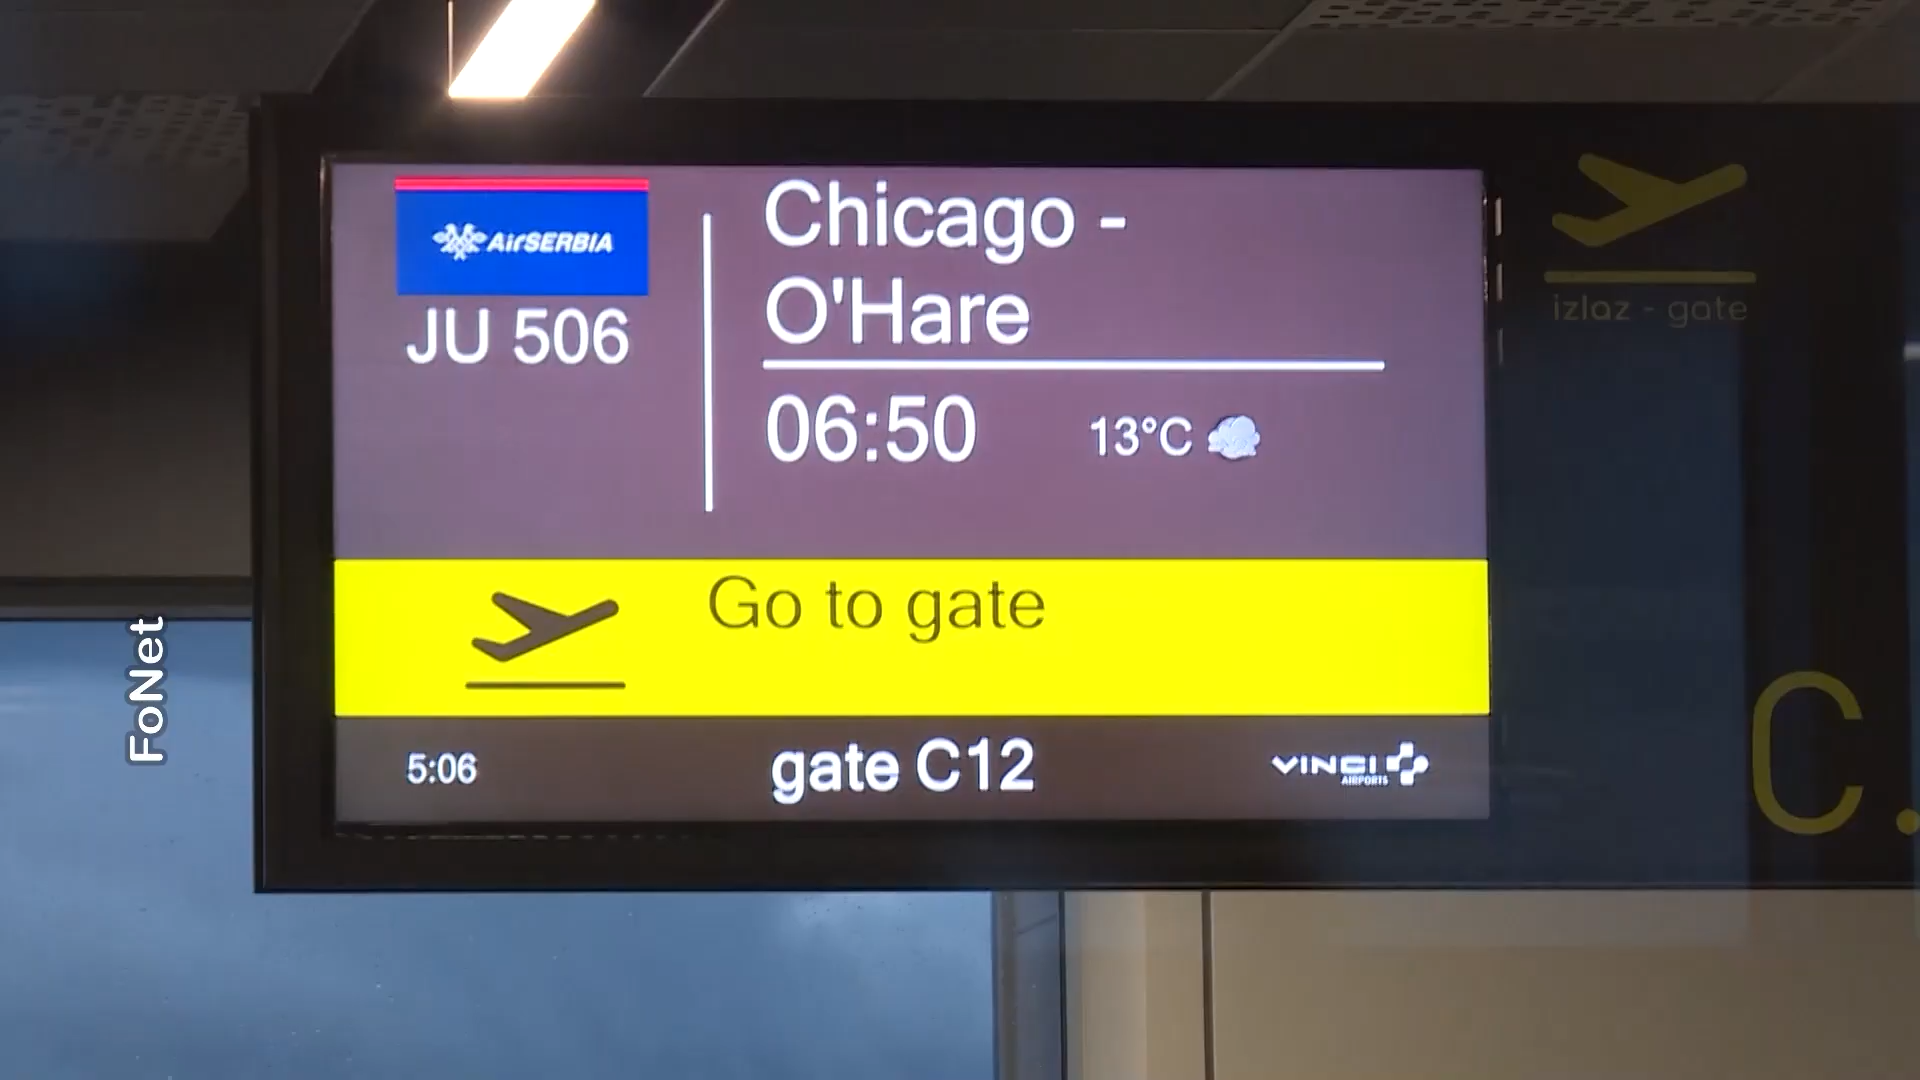 AirSERBIA
JU 506
Chicago -
O'Hare
06:50
13°C
Go to gate
5:06
gate C12
VINCI
AIRPORTS
izlaz - gate
C.
FoNet